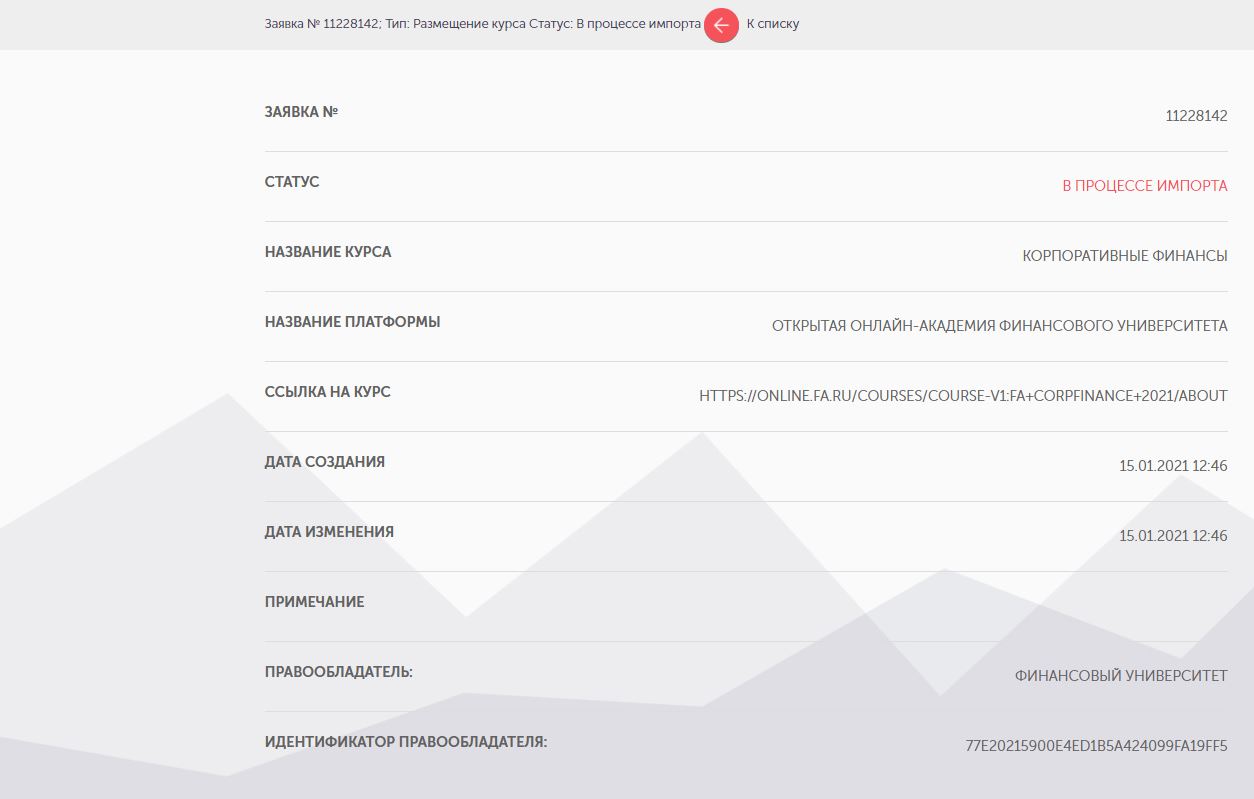 Заявка № 11228142; Тип: Размещение курса Статус: В процессе импорта К списку
ЗАЯВКА № 11228142
СТАТУС В ПРОЦЕССЕ ИМПОРТА
НАЗВАНИЕ КУРСА КОРПОРАТИВНЫЕ ФИНАНСЫ
НАЗВАНИЕ ПЛАТФОРМЫ ОТКРЫТАЯ ОНЛАЙН-АКАДЕМИЯ ФИНАНСОВОГО УНИВЕРСИТЕТА
ССЫЛКА НА КУРС HTTPS://ONLINE.FA.RU/COURSES/COURSE-V1:FA+CORPFINANCE+2021/ABOUT
ДАТА СОЗДАНИЯ 15.01.2021 12:46
ДАТА ИЗМЕНЕНИЯ 15.01.2021 12:46
ПРИМЕЧАНИЕ
ПРАВООБЛАДАТЕЛЬ: ФИНАНСОВЫЙ УНИВЕРСИТЕТ
ИДЕНТИФИКАТОР ПРАВООБЛАДАТЕЛЯ: 77E20215900E4ED1B5A424099FA19FF5